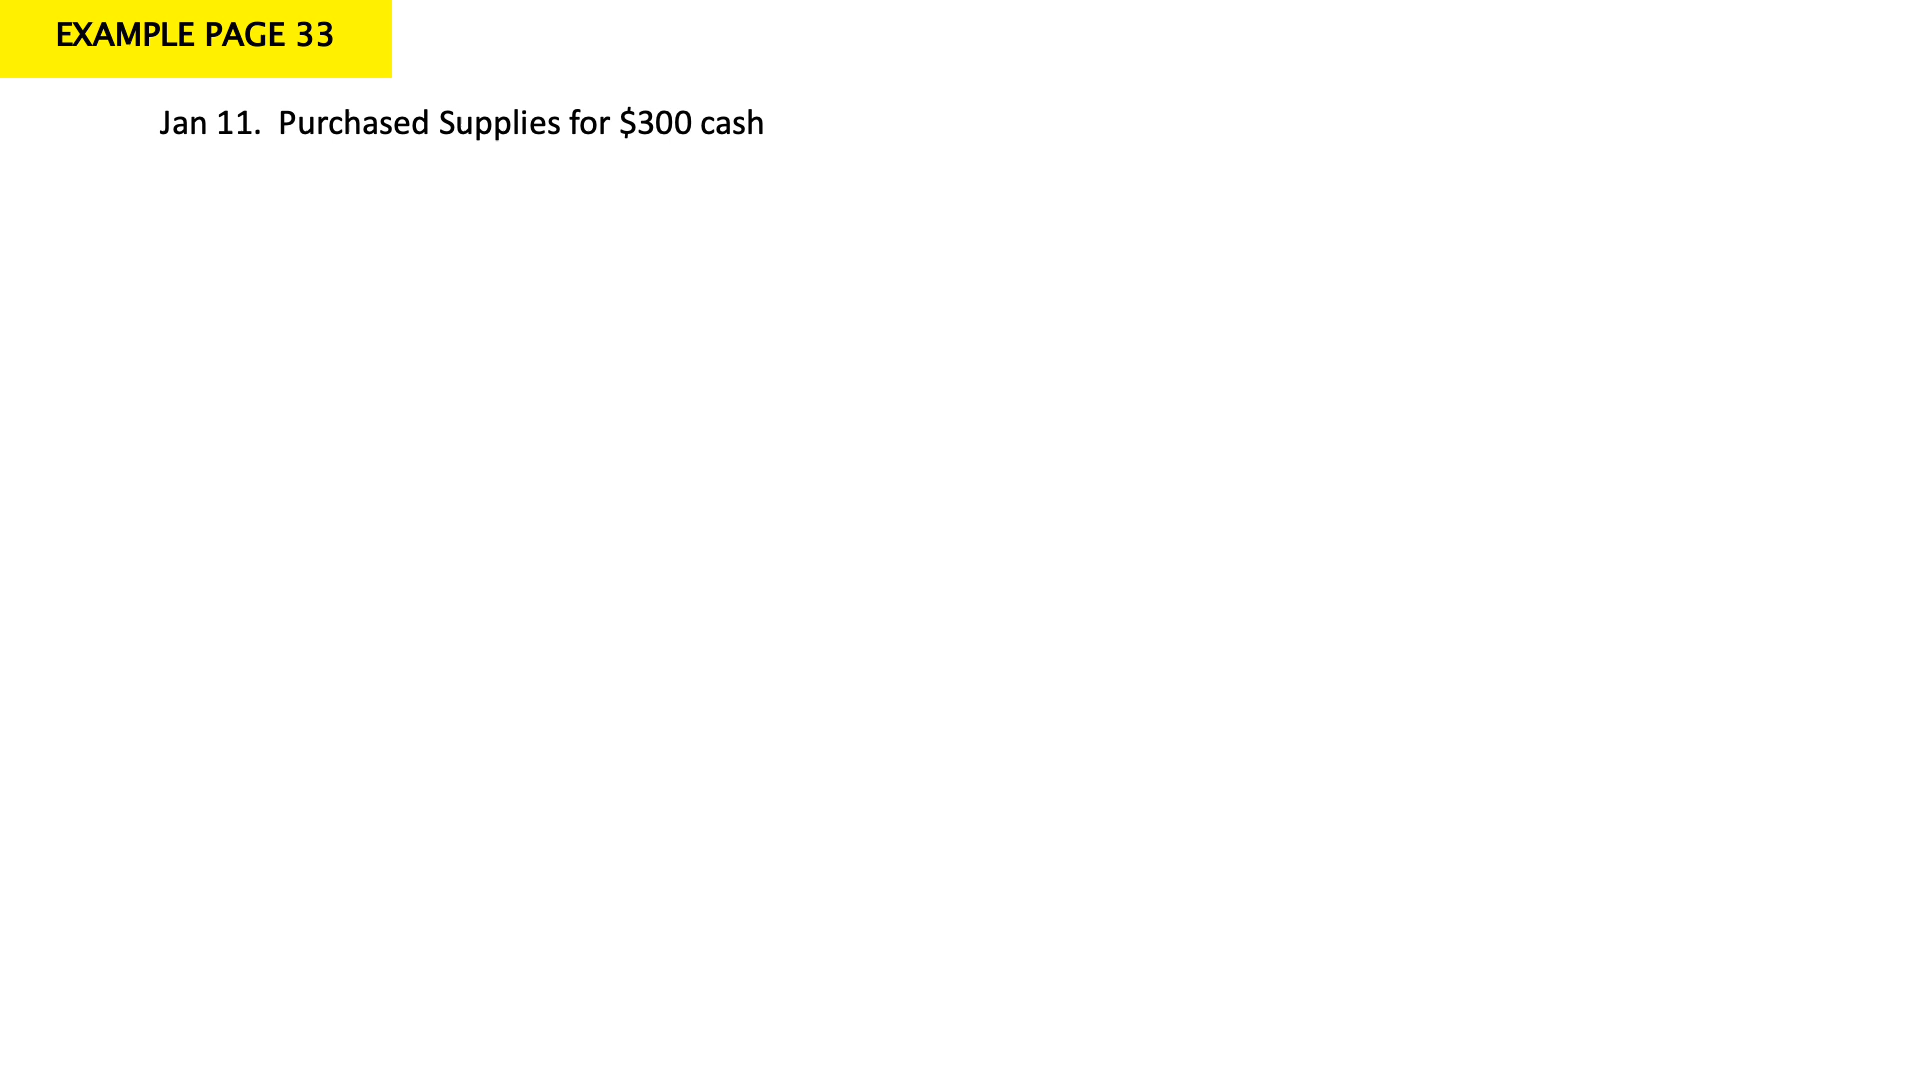 EXAMPLE PAGE 33
Jan 11.  Purchased Supplies for $300 cash